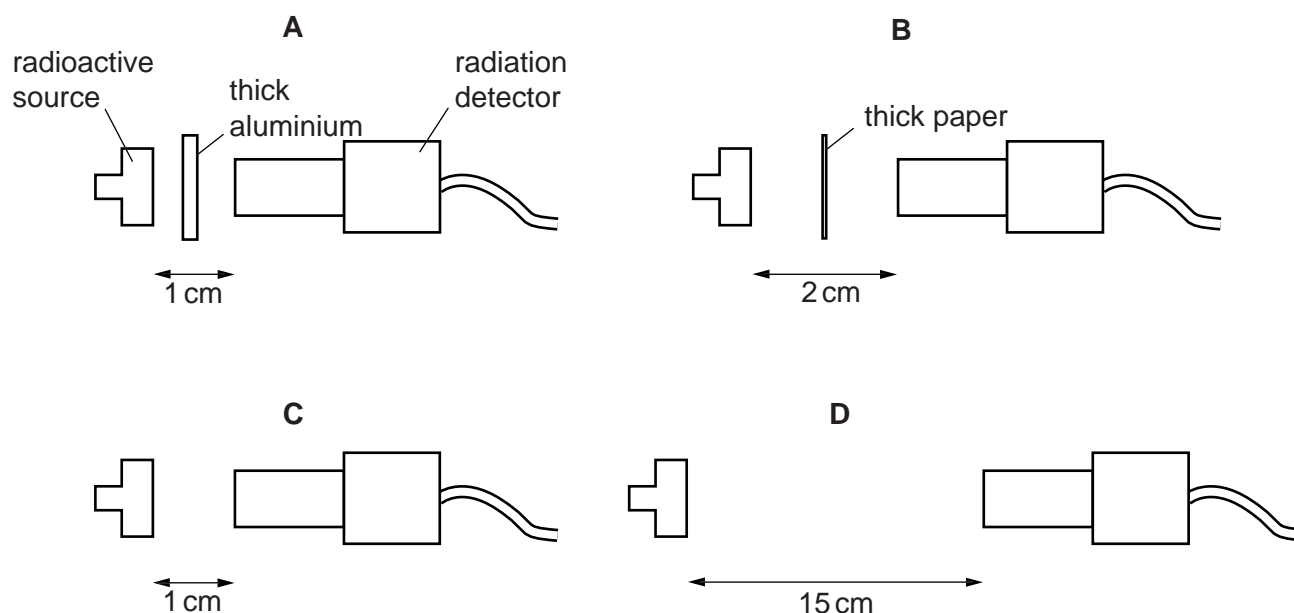 A
radioactive
source
thick
aluminium
radiation
detector
1 cm
B
thick paper
2 cm
C
1 cm
D
15 cm